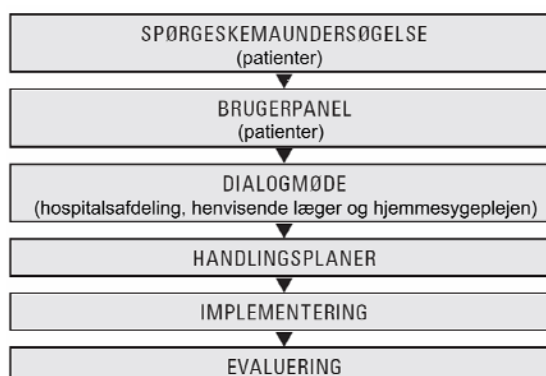 SPØRGESKEMAUNDERSØGELSE
(patienter)
BRUGERPANEL
(patienter)
DIALOGMØDE
(hospitalsafdeling, henvisende læger og hjemmesygeplejen)
HANDLINGSPLANER
IMPLEMENTERING
EVALUERING